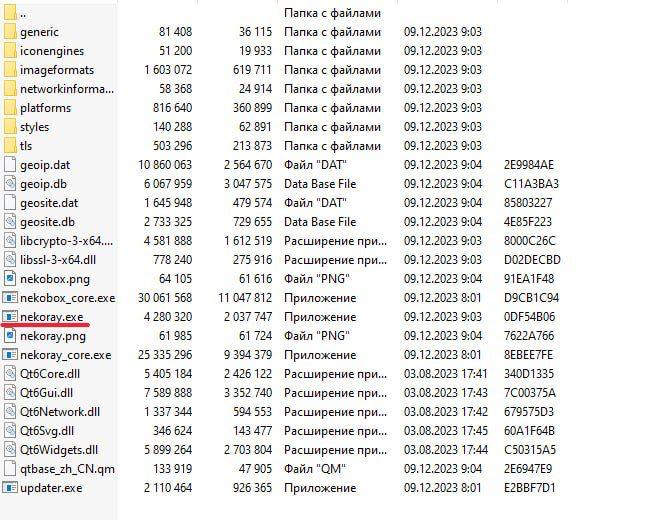 .. Папка с файлами
generic 81 408 36 115 Папка с файлами 09.12.2023 9:03
iconengines 51 200 19 933 Папка с файлами 09.12.2023 9:03
imageformats 1 603 072 619 711 Папка с файлами 09.12.2023 9:03
networkinforma... 58 368 24 914 Папка с файлами 09.12.2023 9:03
platforms 816 640 360 899 Папка с файлами 09.12.2023 9:03
styles 140 288 62 891 Папка с файлами 09.12.2023 9:03
tls 503 296 213 873 Папка с файлами 09.12.2023 9:03
geoip.dat 10 860 063 2 564 670 Файл "DAT" 09.12.2023 9:04 2E9984AE
geoip.db 6 067 959 3 047 575 Data Base File 09.12.2023 9:04 C11A3BA3
geosite.dat 1 645 948 479 574 Файл "DAT" 09.12.2023 9:04 85803227
geosite.db 2 733 325 729 655 Data Base File 09.12.2023 9:04 4E85F223
libcrypto-3-x64.... 4 581 888 1 612 519 Расширение при... 09.12.2023 9:03 8000C26C
libssl-3-x64.dll 778 240 275 916 Расширение при... 09.12.2023 9:03 D02DECBD
nekobox.png 64 105 61 616 Файл "PNG" 09.12.2023 9:04 91EA1F48
nekobox_core.exe 30 061 568 11 047 812 Приложение 09.12.2023 8:01 D9CB1C94
nekoray.exe 4 280 320 2 037 747 Приложение 09.12.2023 9:03 0DF54B06
nekoray.png 61 985 61 724 Файл "PNG" 09.12.2023 9:04 7622A766
nekoray_core.exe 25 335 296 9 394 379 Приложение 09.12.2023 8:01 8EBEE7FE
Qt6Core.dll 5 405 184 2 426 122 Расширение при... 03.08.2023 17:41 340D1335
Qt6Gui.dll 7 589 888 3 352 740 Расширение при... 03.08.2023 17:43 7C00375A
Qt6Network.dll 1 337 344 594 553 Расширение при... 03.08.2023 17:42 679575D3
Qt6Svg.dll 346 624 143 477 Расширение при... 03.08.2023 17:45 60A1F64B
Qt6Widgets.dll 5 899 264 2 703 804 Расширение при... 03.08.2023 17:44 C50315A5
qtbase_zh_CN.qm 133 919 47 905 Файл "QM" 09.12.2023 9:04 2E6947E9
updater.exe 2 110 464 926 365 Приложение 09.12.2023 8:01 E2BBF7D1